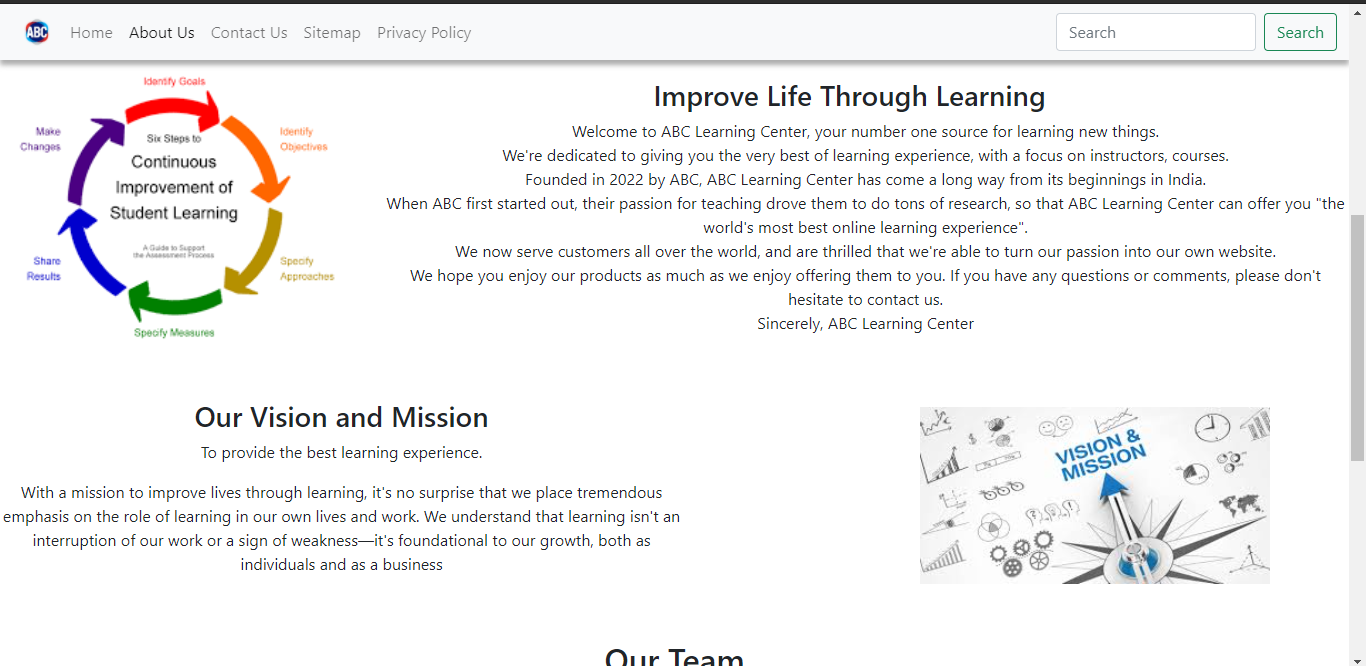 ABC Home About Us Contact Us Sitemap Privacy Policy Search Search
Identify Goals
Identify
Objectives
Specify
Approaches
Specify Measures
Share
Results
Make
Changes
Six Steps to
Continuous
Improvement of
Student Learning
A Guide to Support
the Assessment Process
Improve Life Through Learning
Welcome to ABC Learning Center, your number one source for learning new things.
We're dedicated to giving you the very best of learning experience, with a focus on instructors, courses.
Founded in 2022 by ABC, ABC Learning Center has come a long way from its beginnings in India.
When ABC first started out, their passion for teaching drove them to do tons of research, so that ABC Learning Center can offer you "the
world's most best online learning experience".
We now serve customers all over the world, and are thrilled that we're able to turn our passion into our own website.
We hope you enjoy our products as much as we enjoy offering them to you. If you have any questions or comments, please don't
hesitate to contact us.
Sincerely, ABC Learning Center
Our Vision and Mission
To provide the best learning experience.
With a mission to improve lives through learning, it's no surprise that we place tremendous
emphasis on the role of learning in our own lives and work. We understand that learning isn't an
interruption of our work or a sign of weakness—it's foundational to our growth, both as
individuals and as a business
VISION &
MISSION
Our Team